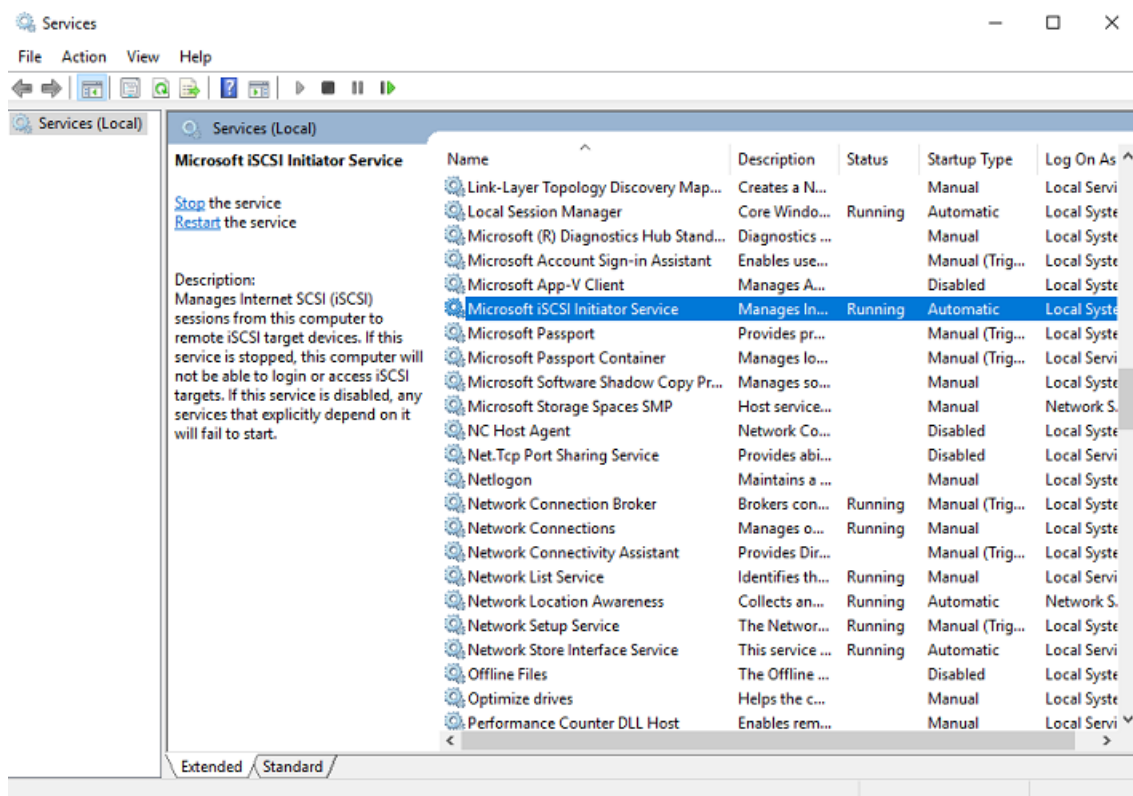 Services
File Action View Help
Services (Local)
Services (Local)
Microsoft iSCSI Initiator Service
Stop the service
Restart the service
Description:
Manages Internet SCSI (iSCSI)
sessions from this computer to
remote iSCSI target devices. If this
service is stopped, this computer will
not be able to login or access iSCSI
targets. If this service is disabled, any
services that explicitly depend on it
will fail to start.
Name Description Status Startup Type Log On As
Link-Layer Topology Discovery Map... Creates a N... Manual Local Servi
Local Session Manager Core Windo... Running Automatic Local Syste
Microsoft (R) Diagnostics Hub Stand... Diagnostics ... Manual Local Syste
Microsoft Account Sign-in Assistant Enables use... Manual (Trig... Local Syste
Microsoft App-V Client Manages A... Disabled Local Syste
Microsoft iSCSI Initiator Service Manages In... Running Automatic Local Syste
Microsoft Passport Provides pr... Manual (Trig... Local Syste
Microsoft Passport Container Manages lo... Manual (Trig... Local Servi
Microsoft Software Shadow Copy Pr... Manages so... Manual Local Syste
Microsoft Storage Spaces SMP Host service... Manual Network S.
NC Host Agent Network Co... Disabled Local Syste
Net.Tcp Port Sharing Service Provides abi... Disabled Local Servi
Netlogon Maintains a ... Manual Local Syste
Network Connection Broker Brokers con... Running Manual (Trig... Local Syste
Network Connections Manages o... Running Manual Local Syste
Network Connectivity Assistant Provides Dir... Manual (Trig... Local Syste
Network List Service Identifies th... Running Manual Local Servi
Network Location Awareness Collects an... Running Automatic Network S.
Network Setup Service The Networ... Running Manual (Trig... Local Syste
Network Store Interface Service This service ... Running Automatic Local Servi
Offline Files The Offline ... Disabled Local Syste
Optimize drives Helps the c... Manual Local Syste
Performance Counter DLL Host Enables rem... Manual Local Servi
Extended Standard